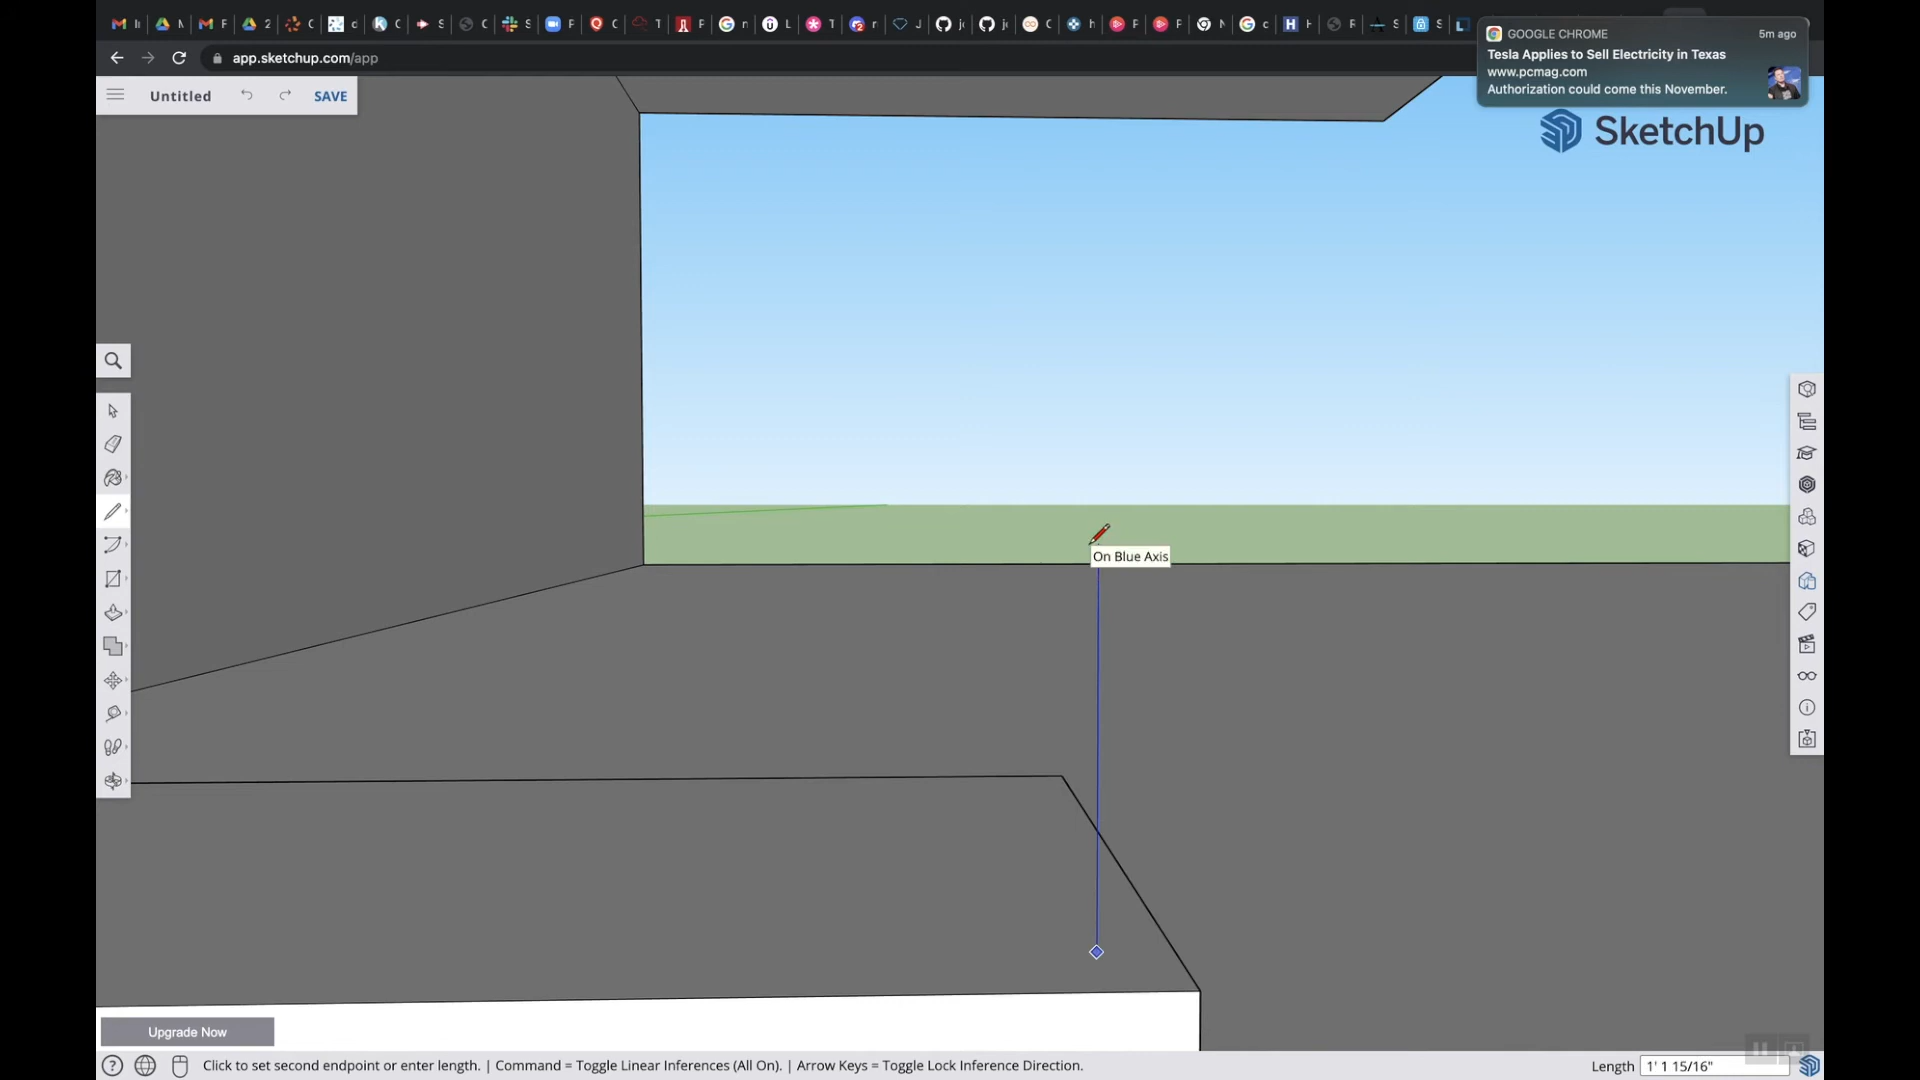 GOOGLE CHROME 5m ago
Tesla Applies to Sell Electricity in Texas
www.pcmag.com
Authorization could come this November.
app.sketchup.com/app
Untitled SAVE
SketchUp
On Blue Axis
Upgrade Now
Click to set second endpoint or enter length. | Command = Toggle Linear Inferences (All On). | Arrow Keys = Toggle Lock Inference Direction.
Length 1' 1 15/16"